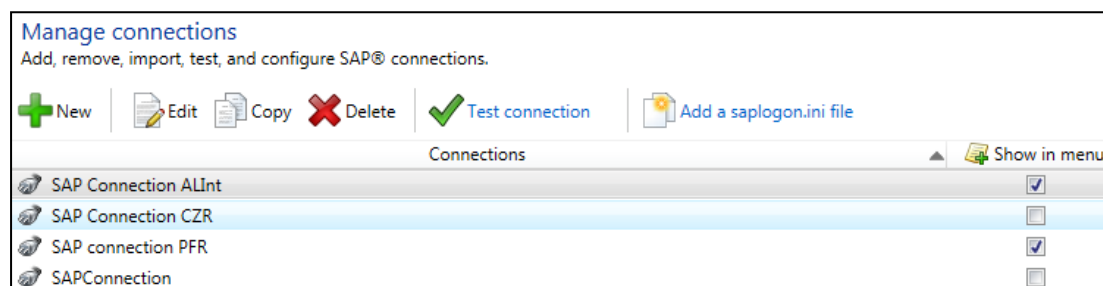 Manage connections
Add, remove, import, test, and configure SAP® connections.
New Edit Copy Delete Test connection Add a saplogon.ini file
Connections Show in menu
SAP Connection ALInt
SAP Connection CZR
SAP connection PFR
SAPConnection